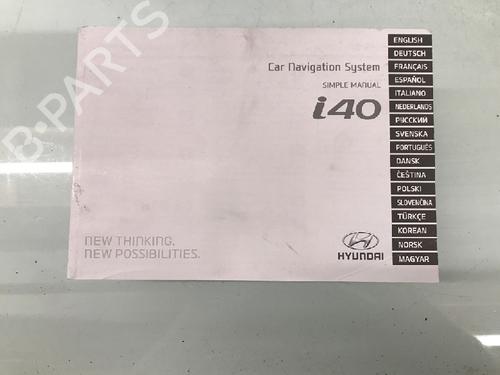 B-PARTS
Car Navigation System
SIMPLE MANUAL
i40
ENGLISH
DEUTSCH
FRANÇAIS
ESPAÑOL
ITALIANO
NEDERLANDS
РУССКИЙ
SVENSKA
PORTUGUÊS
DANSK
ČEŠTINA
POLSKI
SLOVENČINA
TÜRKÇE
KOREAN
NORSK
MAGYAR
NEW THINKING.
NEW POSSIBILITIES.
HYUNDAI